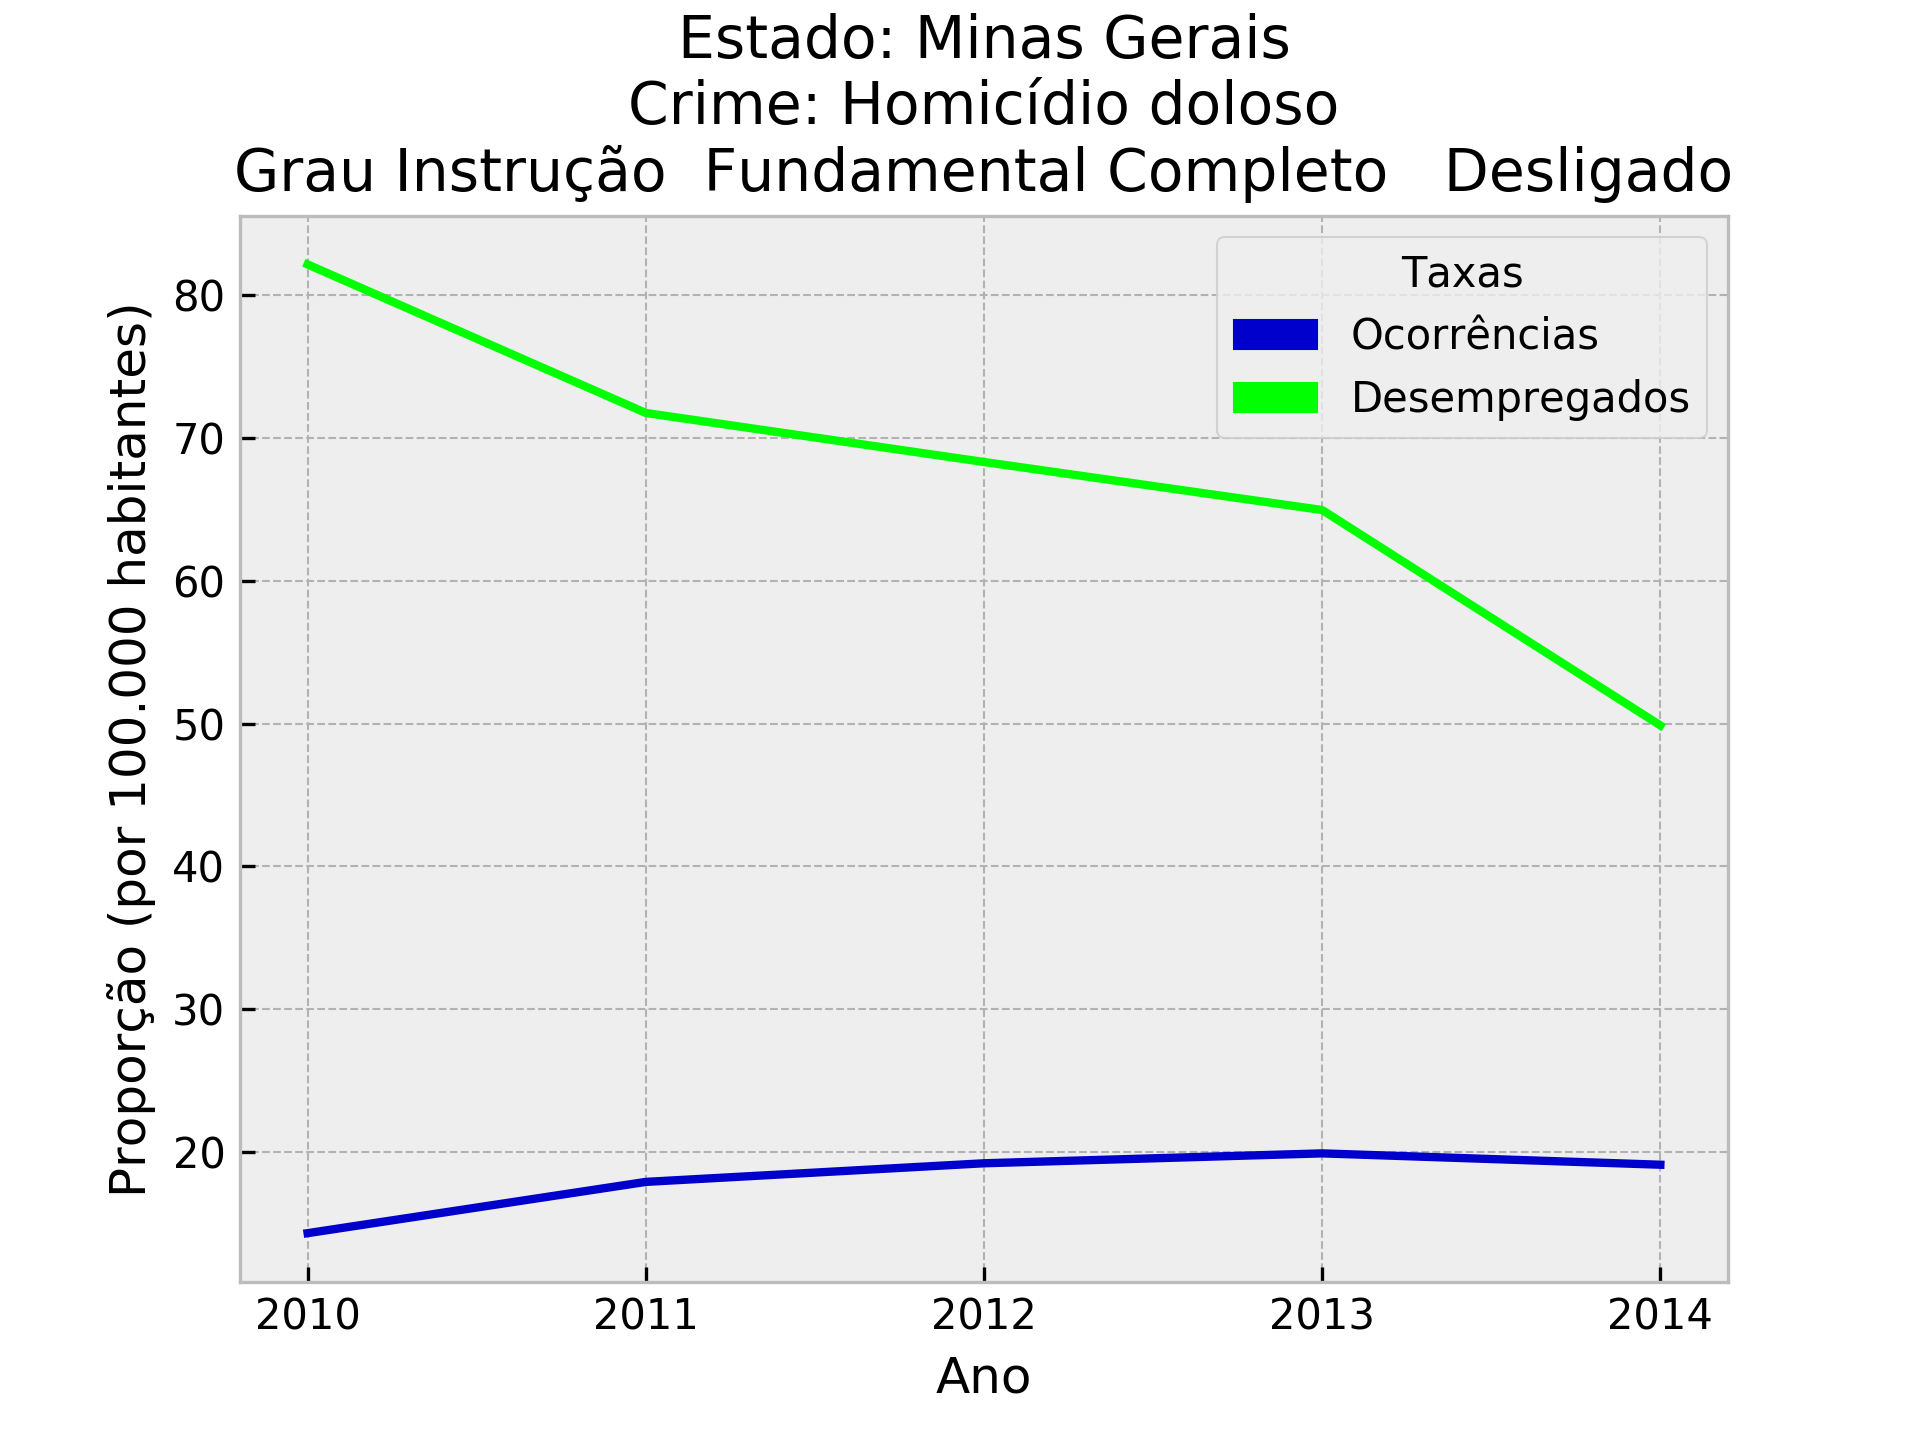 Estado: Minas Gerais
Crime: Homicídio doloso
Grau Instrução  Fundamental Completo   Desligado
Taxas
Ocorrências
Desempregados
Proporção (por 100.000 habitantes)
80
70
60
50
40
30
20
2010 2011 2012 2013 2014
Ano